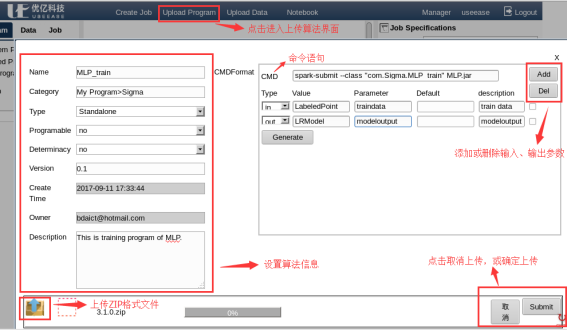 优亿科技
USEEASE
Create Job Upload Program Upload Data Notebook Manager useease Logout
Data Job
点击进入上传算法界面
Job Specifications
命令语句
X
Name MLP_train
CMDFormat
CMD spark-submit --class "com.Sigma.MLP train" MLP.jar
Add
Category My Program>Sigma
Type Value Parameter Default description
Del
Type Standalone
in LabeledPoint traindata train data
Programable no
out LRModel modeloutput modeloutput
Determinacy no
Generate
添加或删除输入、输出参数
Version 0.1
Create Time 2017-09-11 17:33:44
Owner bdaict@hotmail.com
Description This is training program of MLP.
设置算法信息
点击取消上传，或确定上传
上传ZIP格式文件
3.1.0.zip 0%
取消
Submit